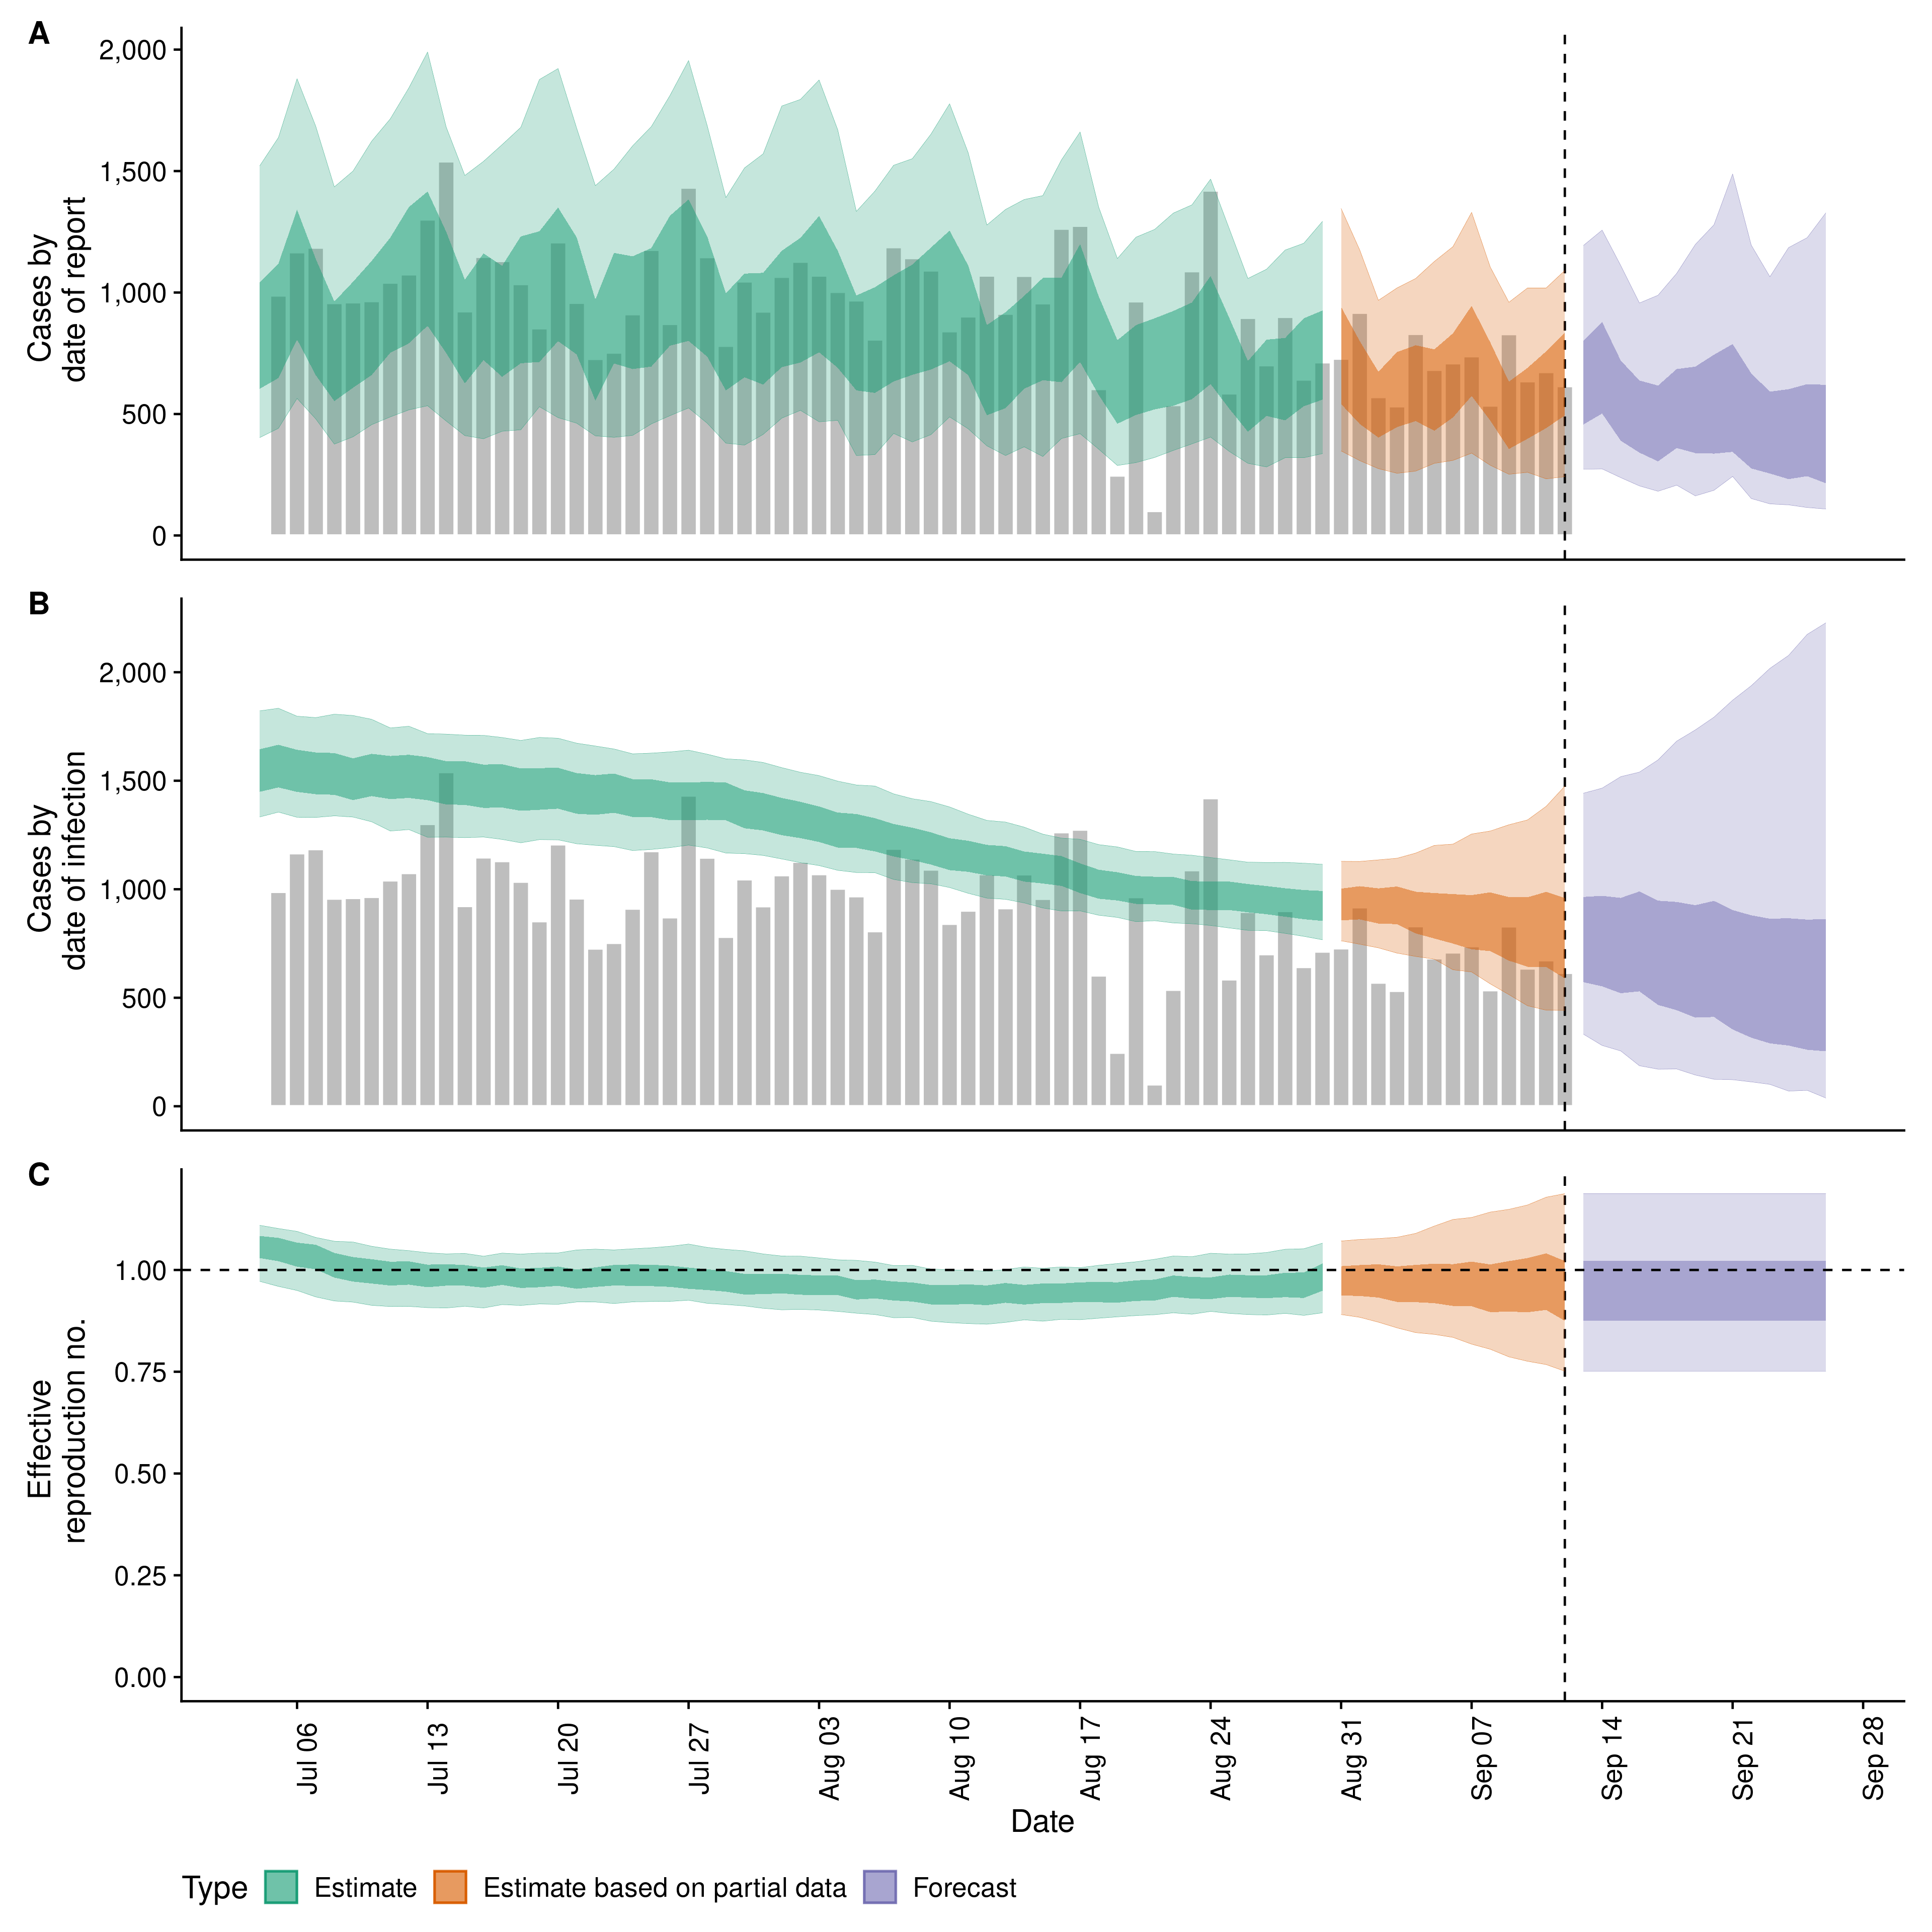 A
Cases by
date of report
2,000
1,500
1,000
500
0
B
Cases by
date of infection
2,000
1,500
1,000
500
0
C
Effective
reproduction no.
1.00
0.75
0.50
0.25
0.00
Jul 06
Jul 13
Jul 20
Jul 27
Aug 03
Aug 10
Aug 17
Aug 24
Aug 31
Sep 07
Sep 14
Sep 21
Sep 28
Date
Type Estimate Estimate based on partial data Forecast